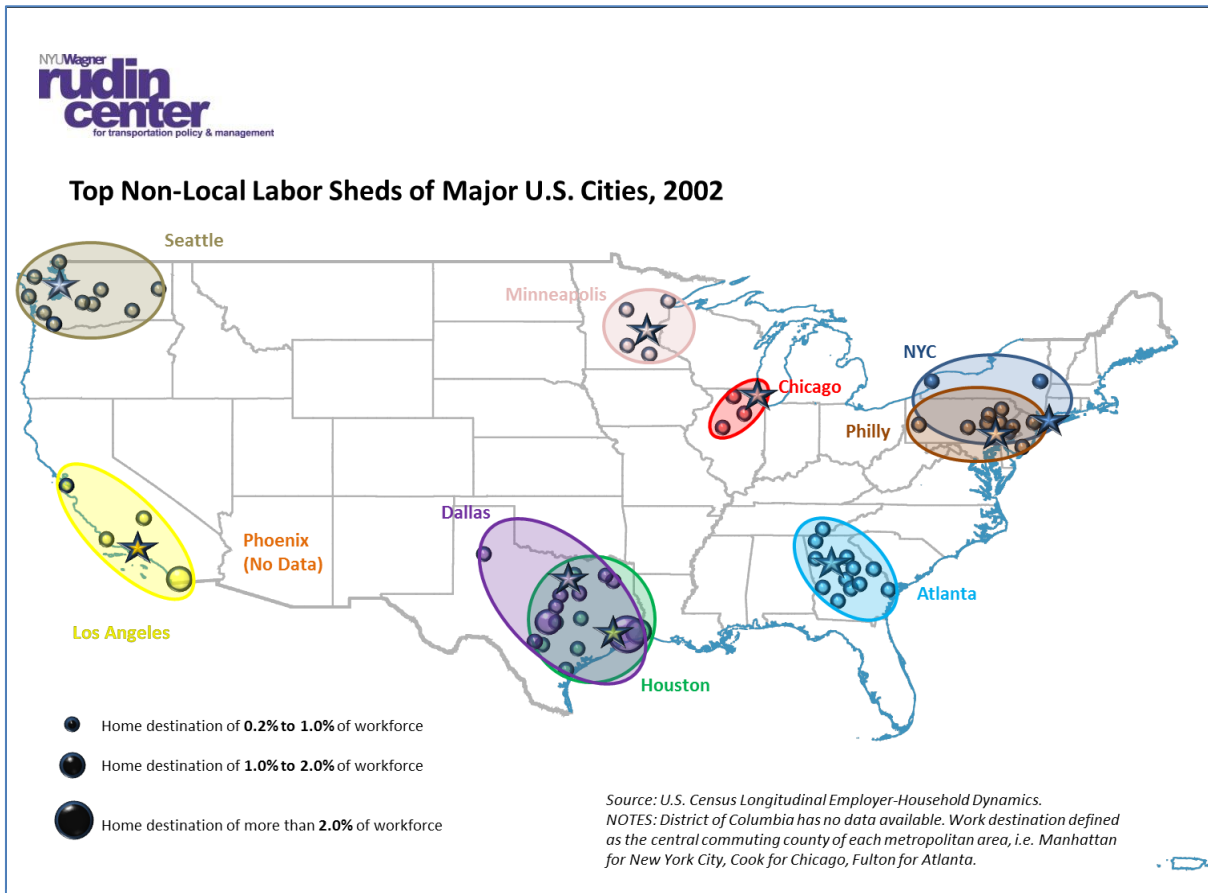 NYUWagner
rudin
center
for transportation policy & management
Top Non-Local Labor Sheds of Major U.S. Cities, 2002
Seattle
Minneapolis
NYC
Chicago
Philly
Dallas
Phoenix
(No Data)
Atlanta
Los Angeles
Houston
Home destination of 0.2% to 1.0% of workforce
Home destination of 1.0% to 2.0% of workforce
Home destination of more than 2.0% of workforce
Source: U.S. Census Longitudinal Employer-Household Dynamics.
NOTES: District of Columbia has no data available. Work destination defined
as the central commuting county of each metropolitan area, i.e. Manhattan
for New York City, Cook for Chicago, Fulton for Atlanta.